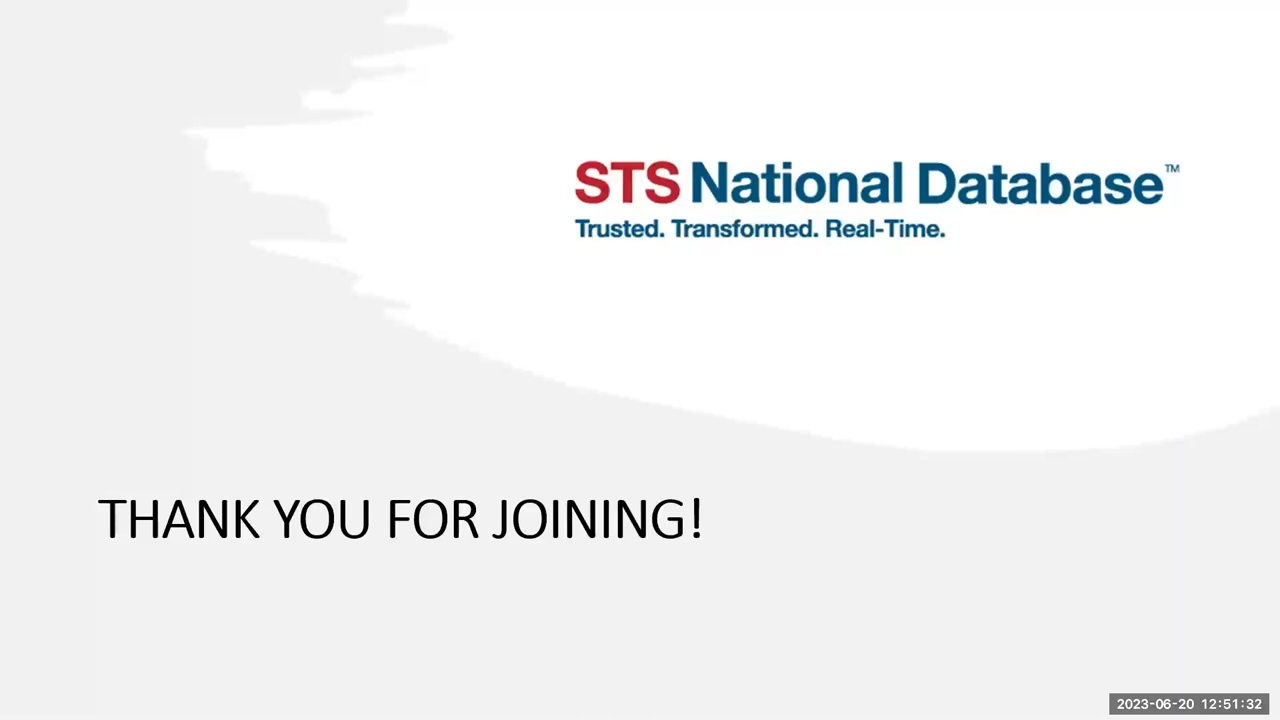 STS National Database™
Trusted. Transformed. Real-Time.
THANK YOU FOR JOINING!
2023-06-20 12:51:32